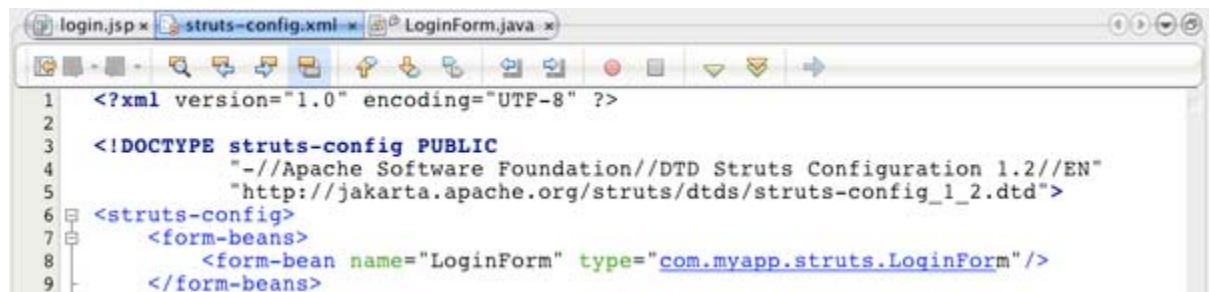 login.jsp × struts-config.xml × LoginForm.java ×
1 <?xml version="1.0" encoding="UTF-8" ?>
2
3 <!DOCTYPE struts-config PUBLIC
4 "-//Apache Software Foundation//DTD Struts Configuration 1.2//EN"
5 "http://jakarta.apache.org/struts/dtds/struts-config_1_2.dtd">
6 <struts-config>
7 <form-beans>
8 <form-bean name="LoginForm" type="com.myapp.struts.LoginForm"/>
9 </form-beans>